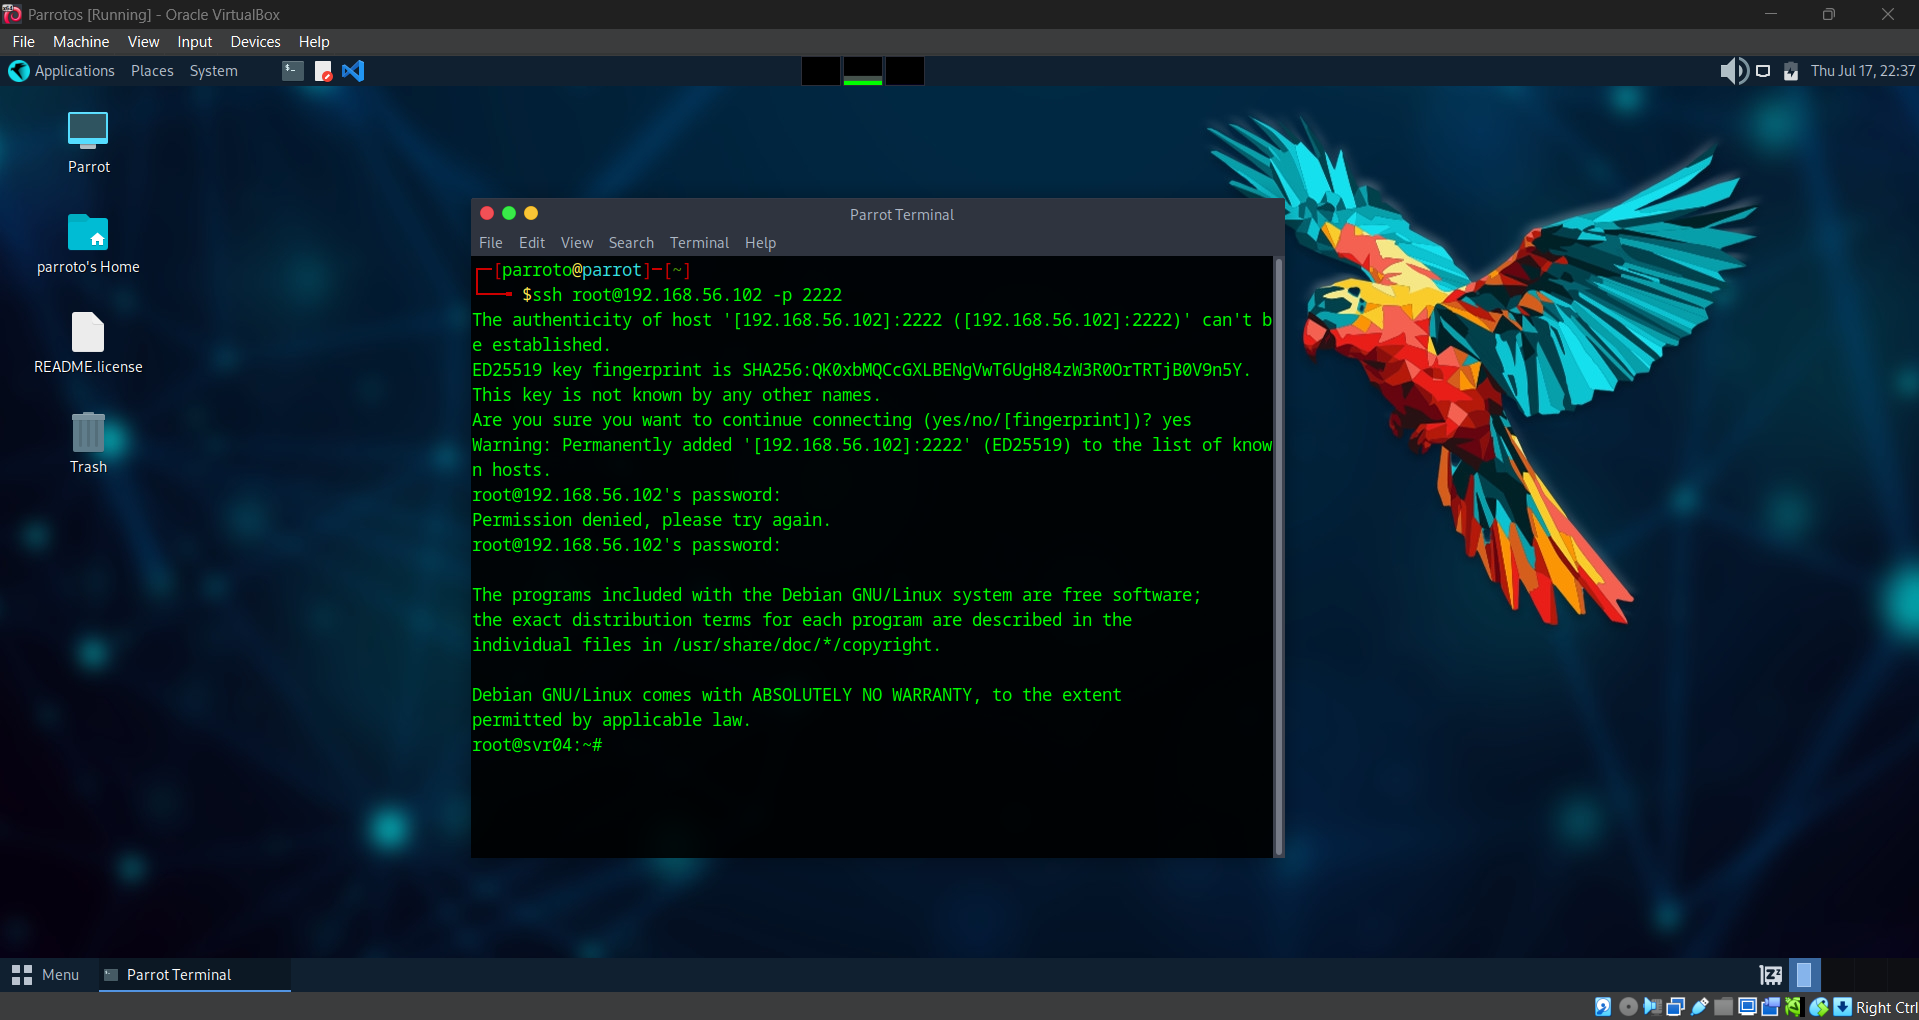 Parrotos [Running] - Oracle VirtualBox
File Machine View Input Devices Help
Applications Places System
Thu Jul 17, 22:37
Parrot
parroto's Home
README.license
Trash
Parrot Terminal
File Edit View Search Terminal Help
┌─[parroto@parrot]─[~]
└──╼ $ssh root@192.168.56.102 -p 2222
The authenticity of host '[192.168.56.102]:2222 ([192.168.56.102]:2222)' can't b
e established.
ED25519 key fingerprint is SHA256:QK0xbMQCcGXLBENgVwT6UgH84zW3R0OrTRTjB0V9n5Y.
This key is not known by any other names.
Are you sure you want to continue connecting (yes/no/[fingerprint])? yes
Warning: Permanently added '[192.168.56.102]:2222' (ED25519) to the list of know
n hosts.
root@192.168.56.102's password:
Permission denied, please try again.
root@192.168.56.102's password:
The programs included with the Debian GNU/Linux system are free software;
the exact distribution terms for each program are described in the
individual files in /usr/share/doc/*/copyright.
Debian GNU/Linux comes with ABSOLUTELY NO WARRANTY, to the extent
permitted by applicable law.
root@svr04:~#
Menu
Parrot Terminal
Right Ctrl